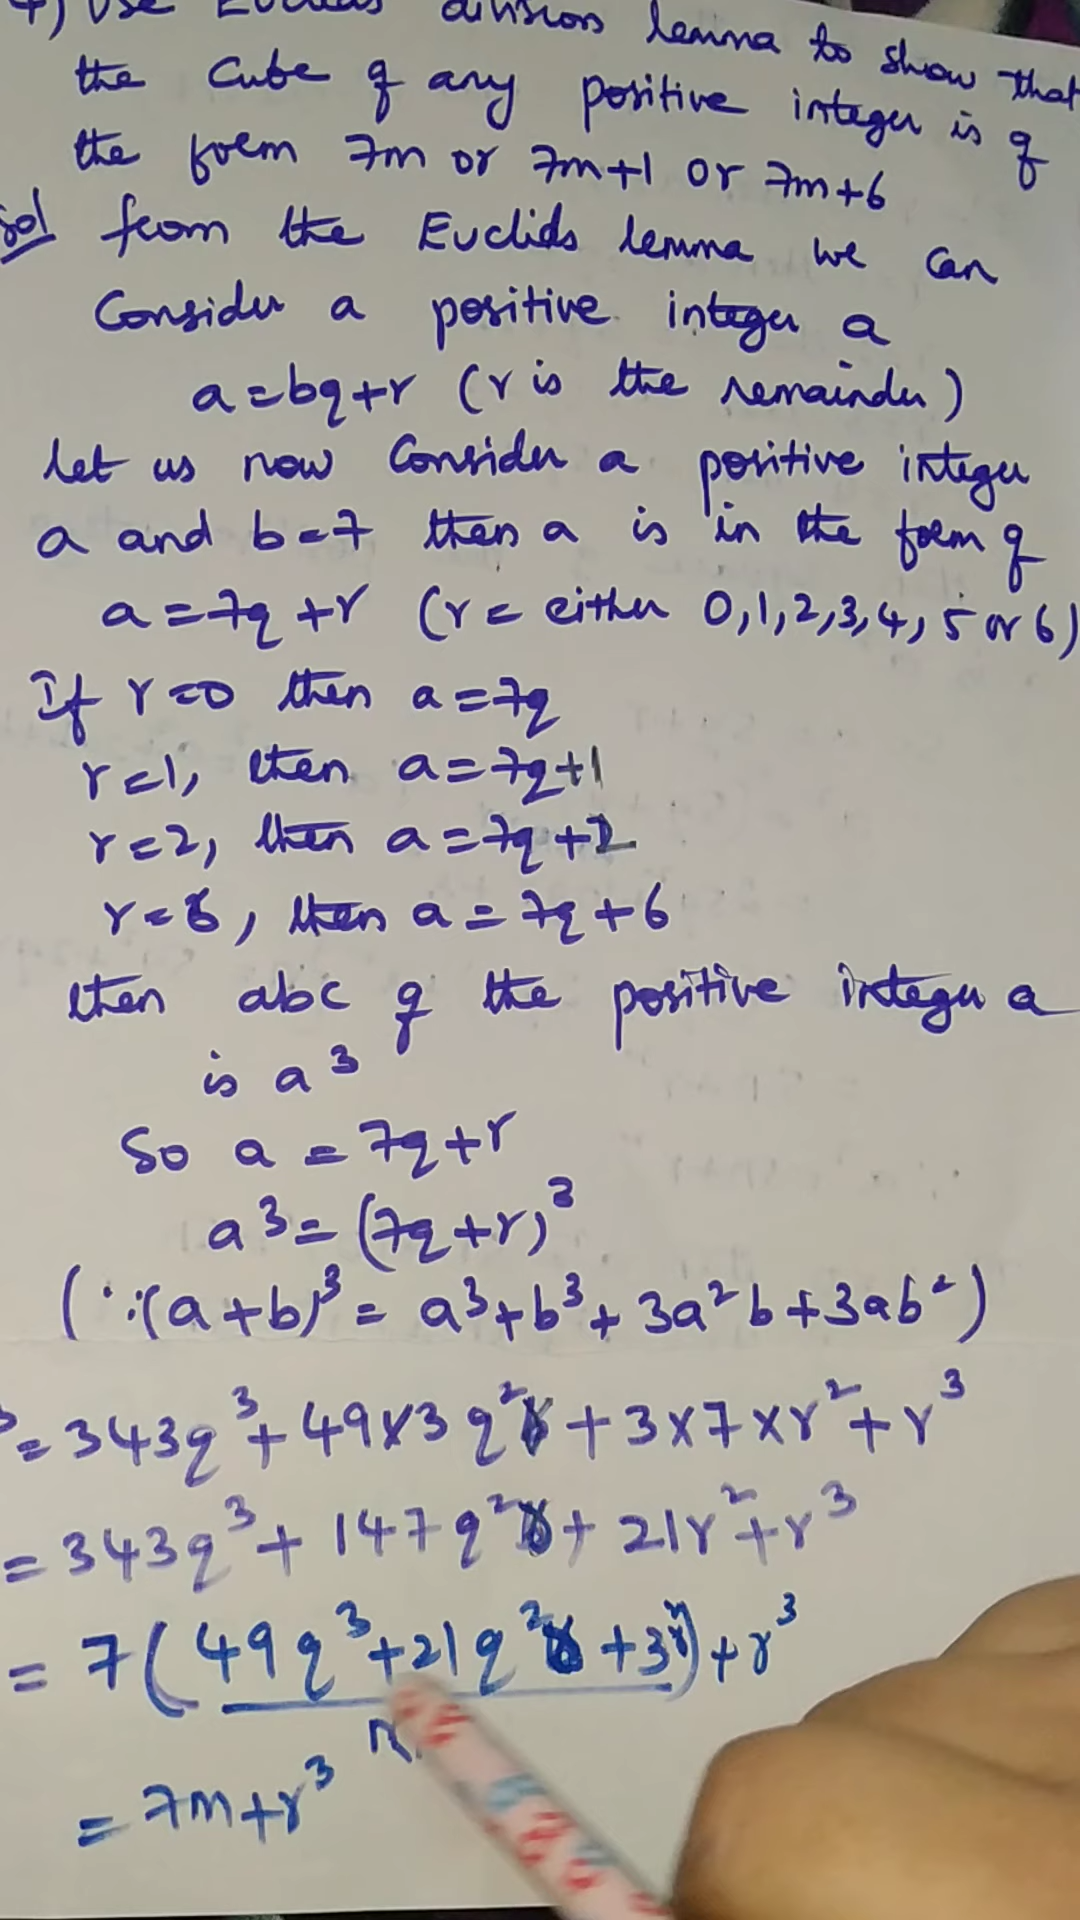 4) Use Euclids division lemma to show that
the cube of any positive integer is of
the form 7m or 7m+1 or 7m+6
Sol from the Euclids lemma we can
Consider a positive integer a
a=bq+r (r is the remainder)
let us now Consider a positive integer
a and b=7 then a is in the form of
a=7q+r (r= either 0,1,2,3,4,5 or 6)
If r=0 then a=7q
r=1, then a=7q+1
r=2, then a=7q+2
r=6, then a=7q+6
then abc of the positive integer a
is a³
So a = 7q+r
a³=(7q+r)³
(∵(a+b)³= a³+b³+3a²b+3ab²)
³=343q³+49×3q²r+3×7×r²+r³
=343q³+147q²r+21r²+r³
=7(49q³+21q²r+3r²)+r³
=7m+r³